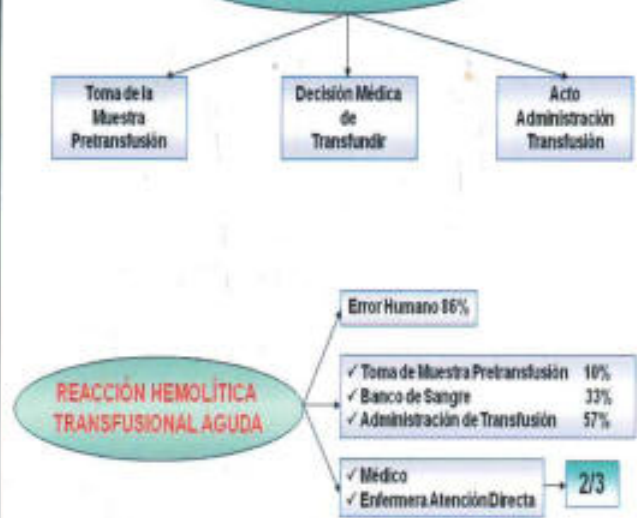 Toma de la
Muestra
Pretransfusión
Decisión Médica
de
Transfundir
Acto
Administración
Transfusión
Error Humano 86%
REACCIÓN HEMOLÍTICA
TRANSFUSIONAL AGUDA
✓ Toma de Muestra Pretransfusión 10%
✓ Banco de Sangre 33%
✓ Administración de Transfusión 57%
✓ Médico
✓ Enfermera Atención Directa
2/3